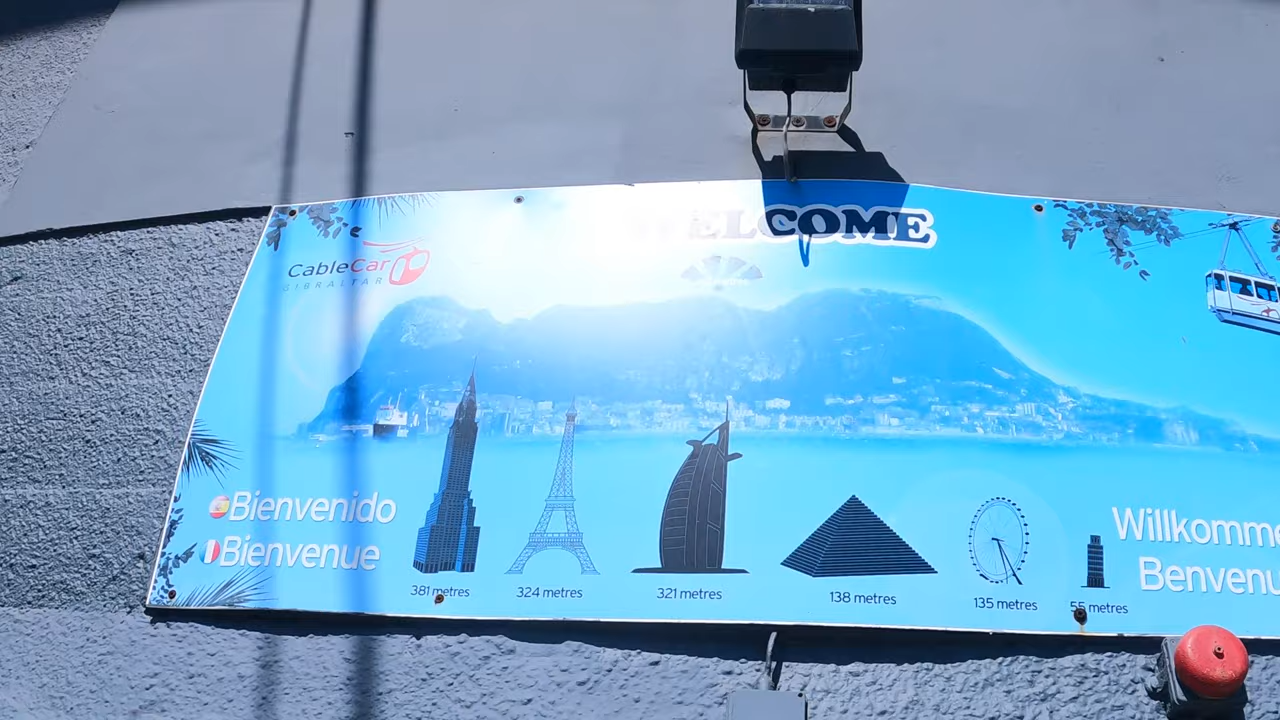 WELCOME
CableCar
GIBRALTAR
Bienvenido
Bienvenue
Willkomme
Benvenu
381 metres
324 metres
321 metres
138 metres
135 metres
55 metres